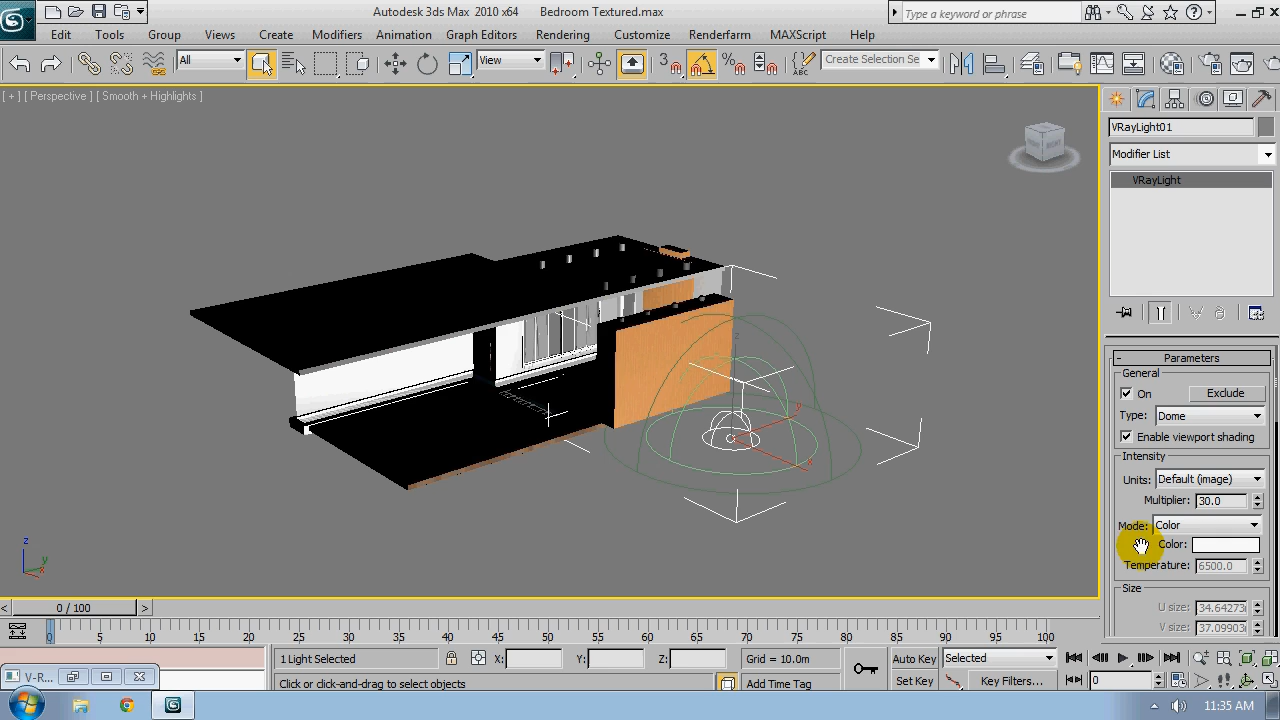 Autodesk 3ds Max 2010 x64 Bedroom Textured.max
Type a keyword or phrase
Edit Tools Group Views Create Modifiers Animation Graph Editors Rendering Customize Renderfarm MAXScript Help
All View 3 ABC Create Selection Se
[ + ] [ Perspective ] [ Smooth + Highlights ]
VRayLight01
Modifier List
VRayLight
- Parameters
General
On Exclude
Type: Dome
Enable viewport shading
Intensity
Units: Default (image)
Multiplier: 30.0
Mode: Color
Color:
Temperature: 6500.0
Size
U size: 34.64273
V size: 37.09903
z
y
x
z
y
x
< 0 / 100 >
0 5 10 15 20 25 30 35 40 45 50 55 60 65 70 75 80 85 90 95 100
1 Light Selected X: Y: Z: Grid = 10.0m Auto Key Selected
V-R... Click or click-and-drag to select objects Add Time Tag Set Key Key Filters... 0
11:35 AM